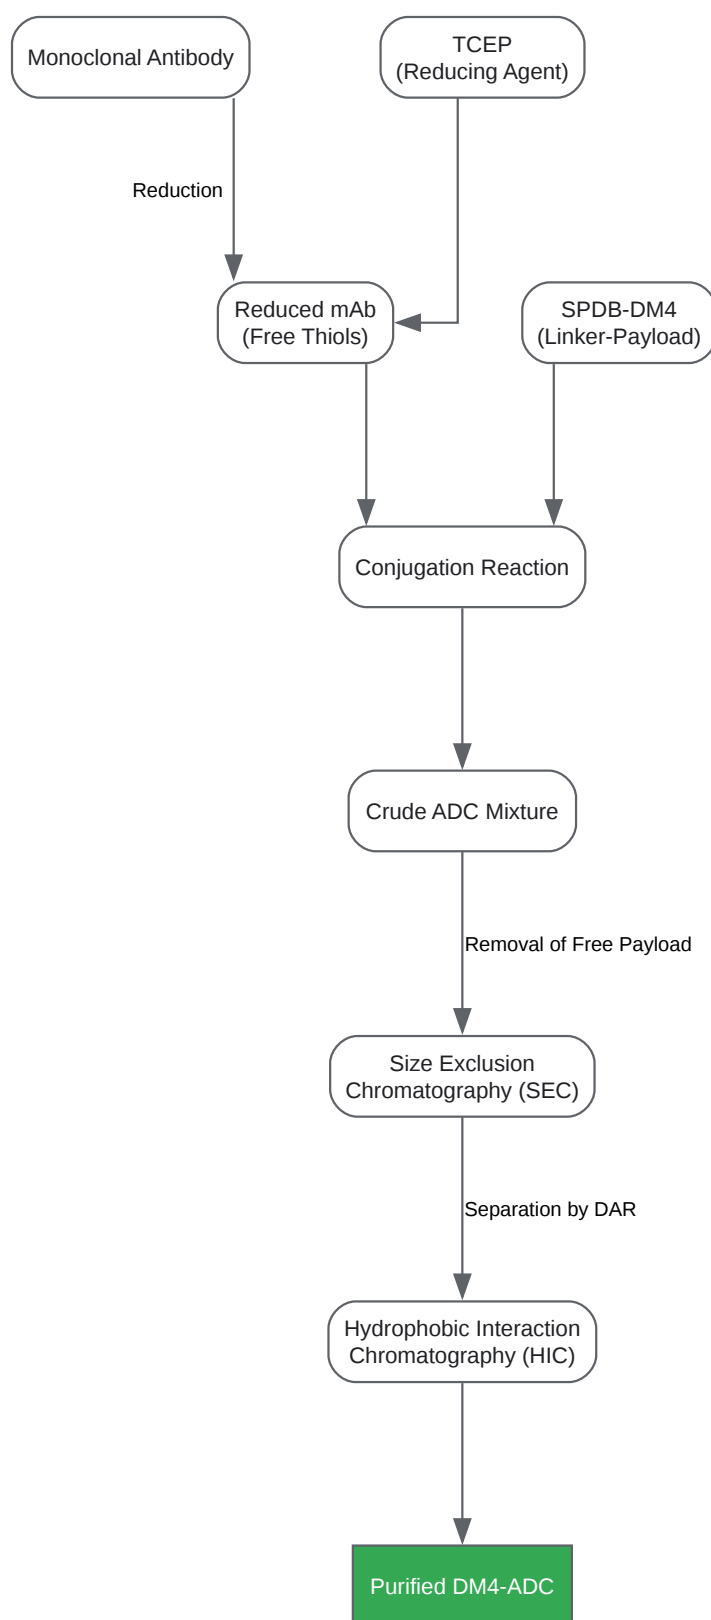 Monoclonal Antibody
TCEP
(Reducing Agent)
Reduction
Reduced mAb
(Free Thiols)
SPDB-DM4
(Linker-Payload)
Conjugation Reaction
Crude ADC Mixture
Removal of Free Payload
Size Exclusion
Chromatography (SEC)
Separation by DAR
Hydrophobic Interaction
Chromatography (HIC)
Purified DM4-ADC